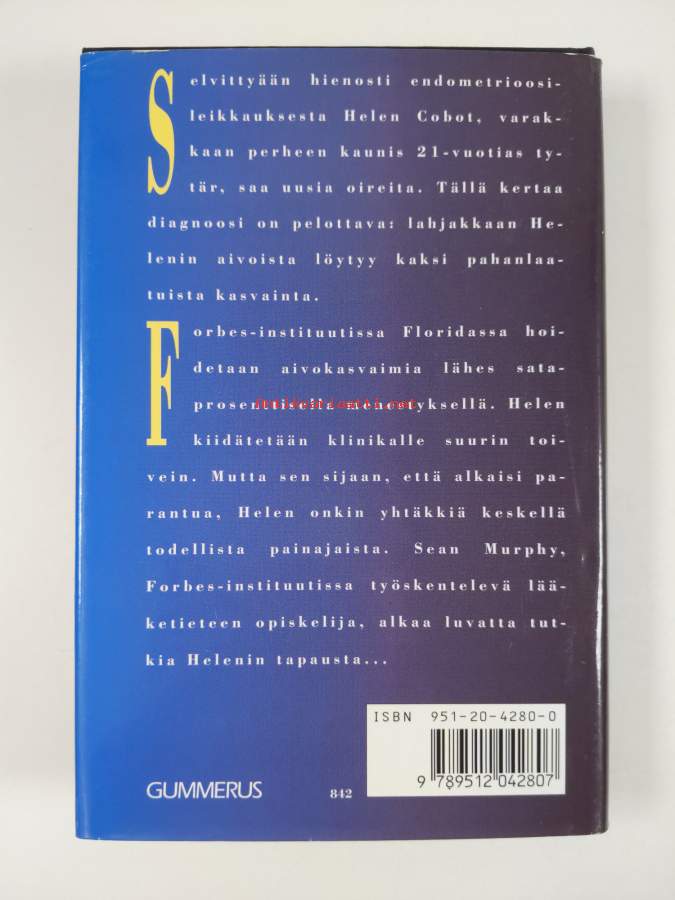 Selvittyään hienosti endometrioosi-
leikkauksesta Helen Cobot, varak-
kaan perheen kaunis 21-vuotias ty-
tär, saa uusia oireita. Tällä kertaa
diagnoosi on pelottava: lahjakkaan He-
lenin aivoista löytyy kaksi pahanlaa-
tuista kasvainta.
Forbes-instituutissa Floridassa hoi-
detaan aivokasvaimia lähes sata-
prosenttisella menestyksellä. Helen
kiidätetään klinikalle suurin toi-
vein. Mutta sen sijaan, että alkaisi pa-
rantua, Helen onkin yhtäkkiä keskellä
todellista painajaista. Sean Murphy,
Forbes-instituutissa työskentelevä lää-
ketieteen opiskelija, alkaa luvatta tut-
kia Helenin tapausta...
ISBN 951-20-4280-0
9 789512 042807
GUMMERUS 842